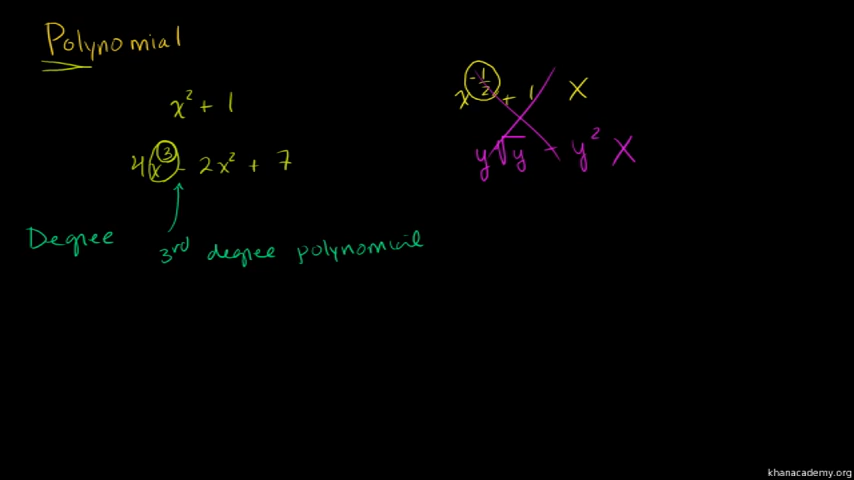 Polynomial
x² + 1
4x³ - 2x² + 7
Degree
3rd degree polynomial
x^(-1/2) + 1 X
y√y - y² X
khanacademy.org